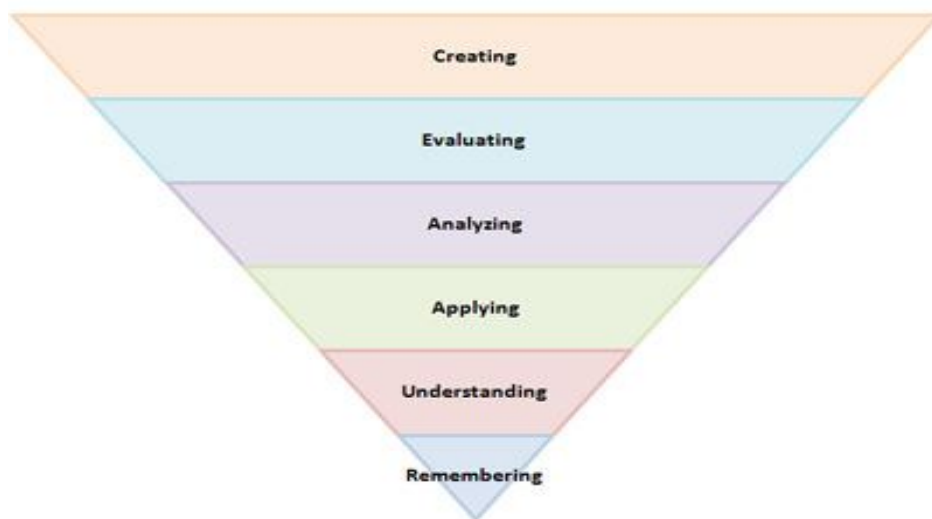 Creating
Evaluating
Analyzing
Applying
Understanding
Remembering